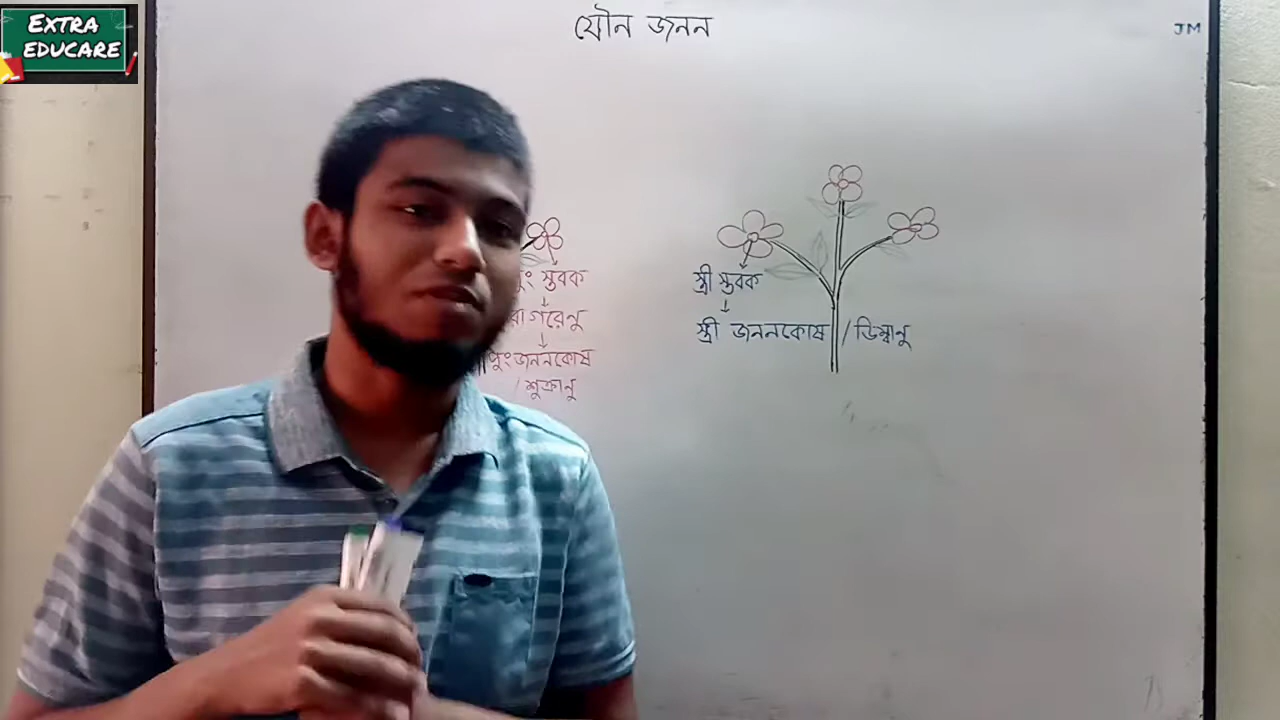 EXTRA
EDUCARE
যৌন জনন
JM
স্তবক
স্ত্রী স্তবক
স্ত্রী জননকোষ / ডিম্বানু
পুংজননকোষ
/ শুক্রানু